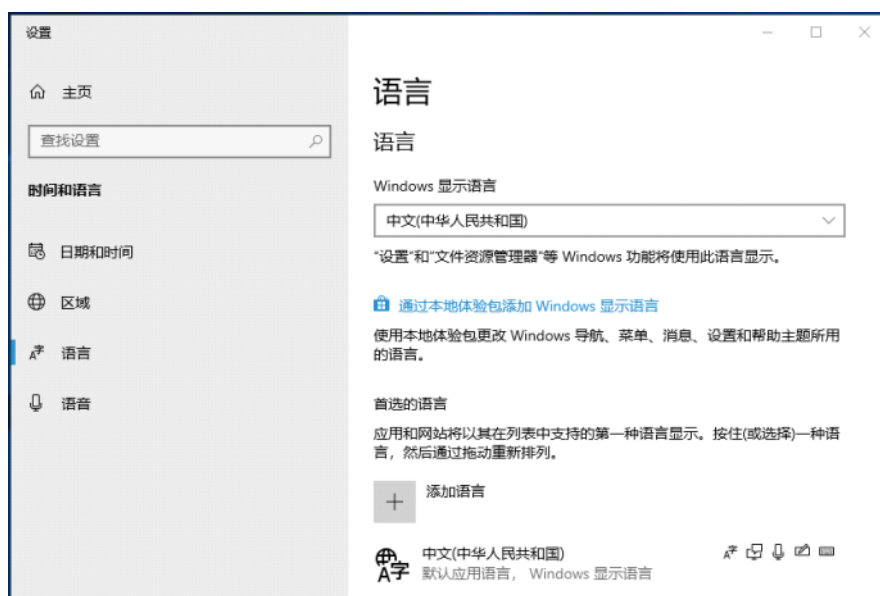 设置
主页
查找设置
时间和语言
日期和时间
区域
语言
语音
语言
语言
Windows 显示语言
中文(中华人民共和国)
"设置"和"文件资源管理器"等 Windows 功能将使用此语言显示。
通过本地体验包添加 Windows 显示语言
使用本地体验包更改 Windows 导航、菜单、消息、设置和帮助主题所用
的语言。
首选的语言
应用和网站将以其在列表中支持的第一种语言显示。按住(或选择)一种语
言，然后通过拖动重新排列。
添加语言
中文(中华人民共和国)
默认应用语言， Windows 显示语言